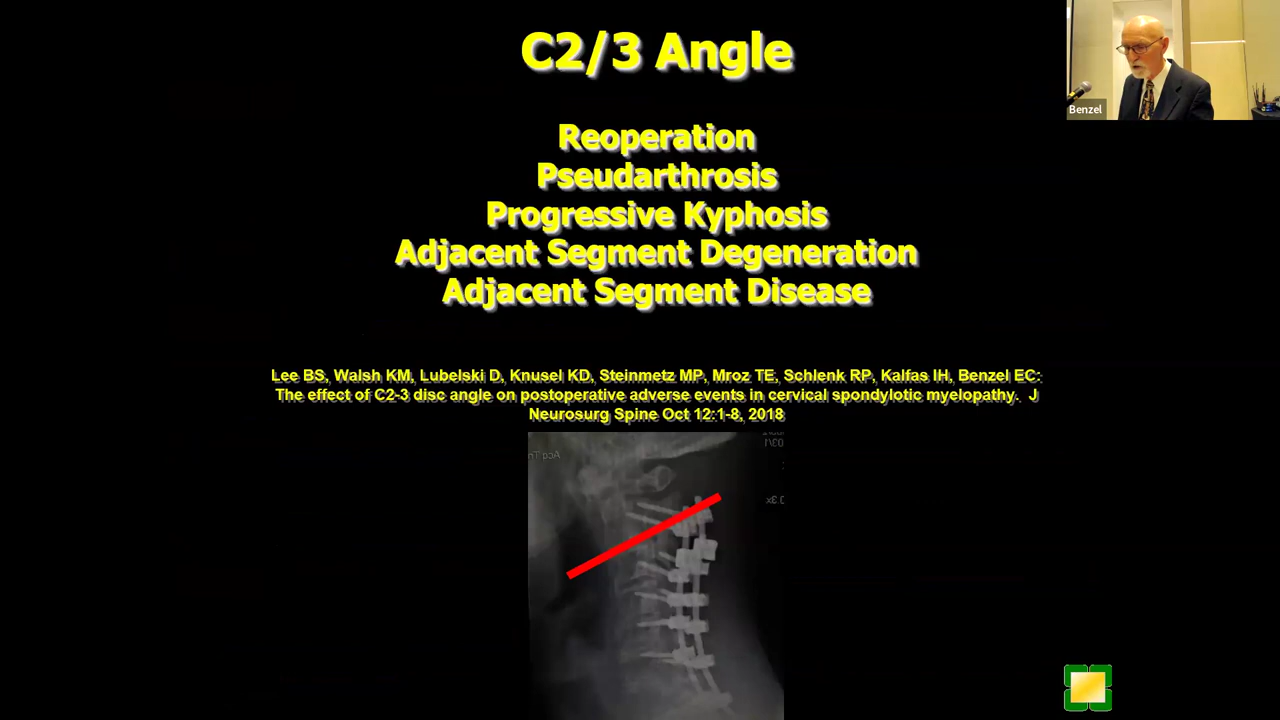 C2/3 Angle
Benzel
Reoperation
Pseudarthrosis
Progressive Kyphosis
Adjacent Segment Degeneration
Adjacent Segment Disease
Lee BS, Walsh KM, Lubelski D, Knusel KD, Steinmetz MP, Mroz TE, Schlenk RP, Kalfas IH, Benzel EC:
The effect of C2-3 disc angle on postoperative adverse events in cervical spondylotic myelopathy. J
Neurosurg Spine Oct 12:1-8, 2018